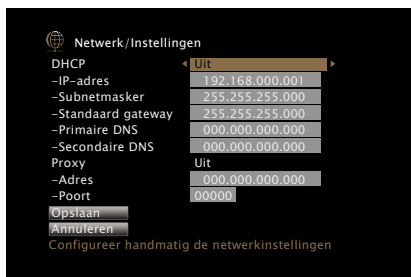 Netwerk/Instellingen
DHCP Uit
-IP-adres 192.168.000.001
-Subnetmasker 255.255.255.000
-Standaard gateway 255.255.255.000
-Primaire DNS 000.000.000.000
-Secondaire DNS 000.000.000.000
Proxy Uit
-Adres 000.000.000.000
-Poort 00000
Opslaan
Annuleren
Configureer handmatig de netwerkinstellingen